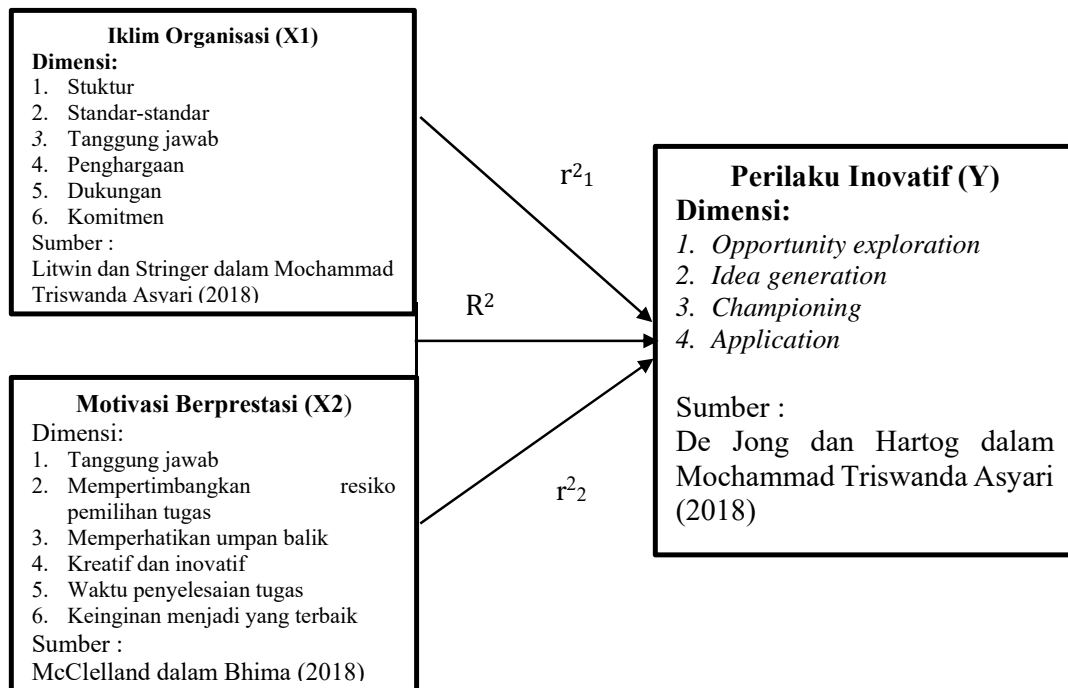 Iklim Organisasi (X1)
Dimensi:
1. Stuktur
2. Standar-standar
3. Tanggung jawab
4. Penghargaan
5. Dukungan
6. Komitmen
Sumber :
Litwin dan Stringer dalam Mochammad
Triswanda Asyari (2018)
Motivasi Berprestasi (X2)
Dimensi:
1. Tanggung jawab
2. Mempertimbangkan resiko
pemilihan tugas
3. Memperhatikan umpan balik
4. Kreatif dan inovatif
5. Waktu penyelesaian tugas
6. Keinginan menjadi yang terbaik
Sumber :
McClelland dalam Bhima (2018)
r²₁
R²
r²₂
Perilaku Inovatif (Y)
Dimensi:
1. Opportunity exploration
2. Idea generation
3. Championing
4. Application
Sumber :
De Jong dan Hartog dalam
Mochammad Triswanda Asyari
(2018)